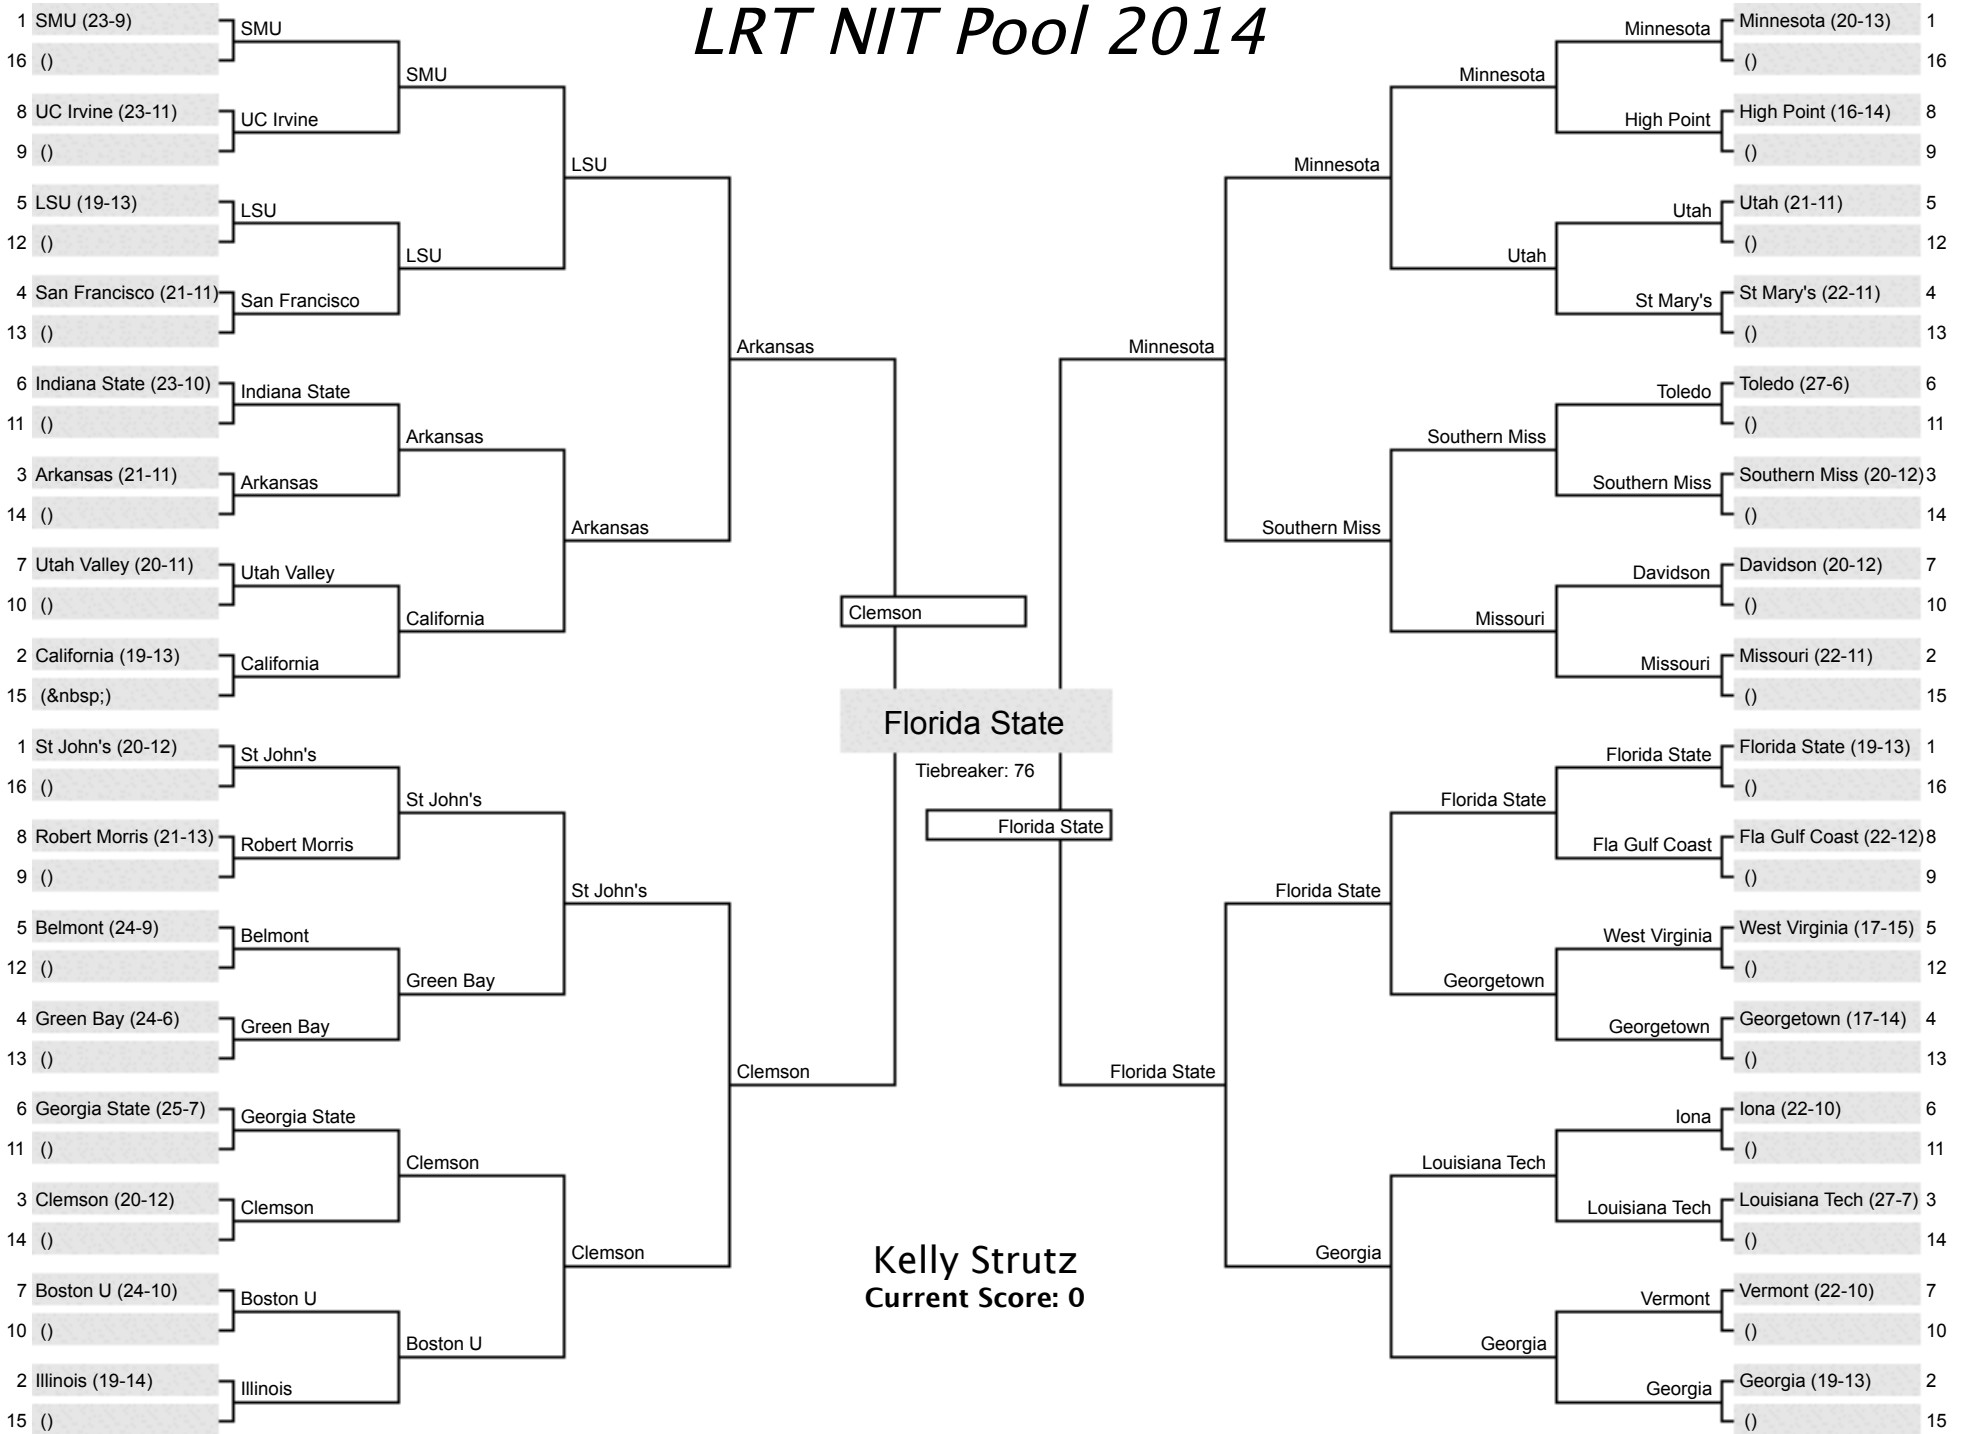 LRT NIT Pool 2014
1 SMU (23-9)
16 ()
8 UC Irvine (23-11)
9 ()
5 LSU (19-13)
12 ()
4 San Francisco (21-11)
13 ()
6 Indiana State (23-10)
11 ()
3 Arkansas (21-11)
14 ()
7 Utah Valley (20-11)
10 ()
2 California (19-13)
15 (&nbsp;)
1 St John's (20-12)
16 ()
8 Robert Morris (21-13)
9 ()
5 Belmont (24-9)
12 ()
4 Green Bay (24-6)
13 ()
6 Georgia State (25-7)
11 ()
3 Clemson (20-12)
14 ()
7 Boston U (24-10)
10 ()
2 Illinois (19-14)
15 ()
SMU
UC Irvine
LSU
San Francisco
Indiana State
Arkansas
Utah Valley
California
St John's
Robert Morris
Belmont
Green Bay
Georgia State
Clemson
Boston U
Illinois
SMU
LSU
Arkansas
California
St John's
Green Bay
Clemson
Boston U
LSU
Arkansas
St John's
Clemson
Arkansas
Clemson
Clemson
Florida State
Tiebreaker: 76
Florida State
Kelly Strutz
Current Score: 0
Minnesota
Florida State
Minnesota
Southern Miss
Florida State
Georgia
Minnesota
Utah
Southern Miss
Missouri
Florida State
Georgetown
Louisiana Tech
Georgia
Minnesota
High Point
Utah
St Mary's
Toledo
Southern Miss
Davidson
Missouri
Florida State
Fla Gulf Coast
West Virginia
Georgetown
Iona
Louisiana Tech
Vermont
Georgia
Minnesota (20-13) 1
() 16
High Point (16-14) 8
() 9
Utah (21-11) 5
() 12
St Mary's (22-11) 4
() 13
Toledo (27-6) 6
() 11
Southern Miss (20-12) 3
() 14
Davidson (20-12) 7
() 10
Missouri (22-11) 2
() 15
Florida State (19-13) 1
() 16
Fla Gulf Coast (22-12) 8
() 9
West Virginia (17-15) 5
() 12
Georgetown (17-14) 4
() 13
Iona (22-10) 6
() 11
Louisiana Tech (27-7) 3
() 14
Vermont (22-10) 7
() 10
Georgia (19-13) 2
() 15